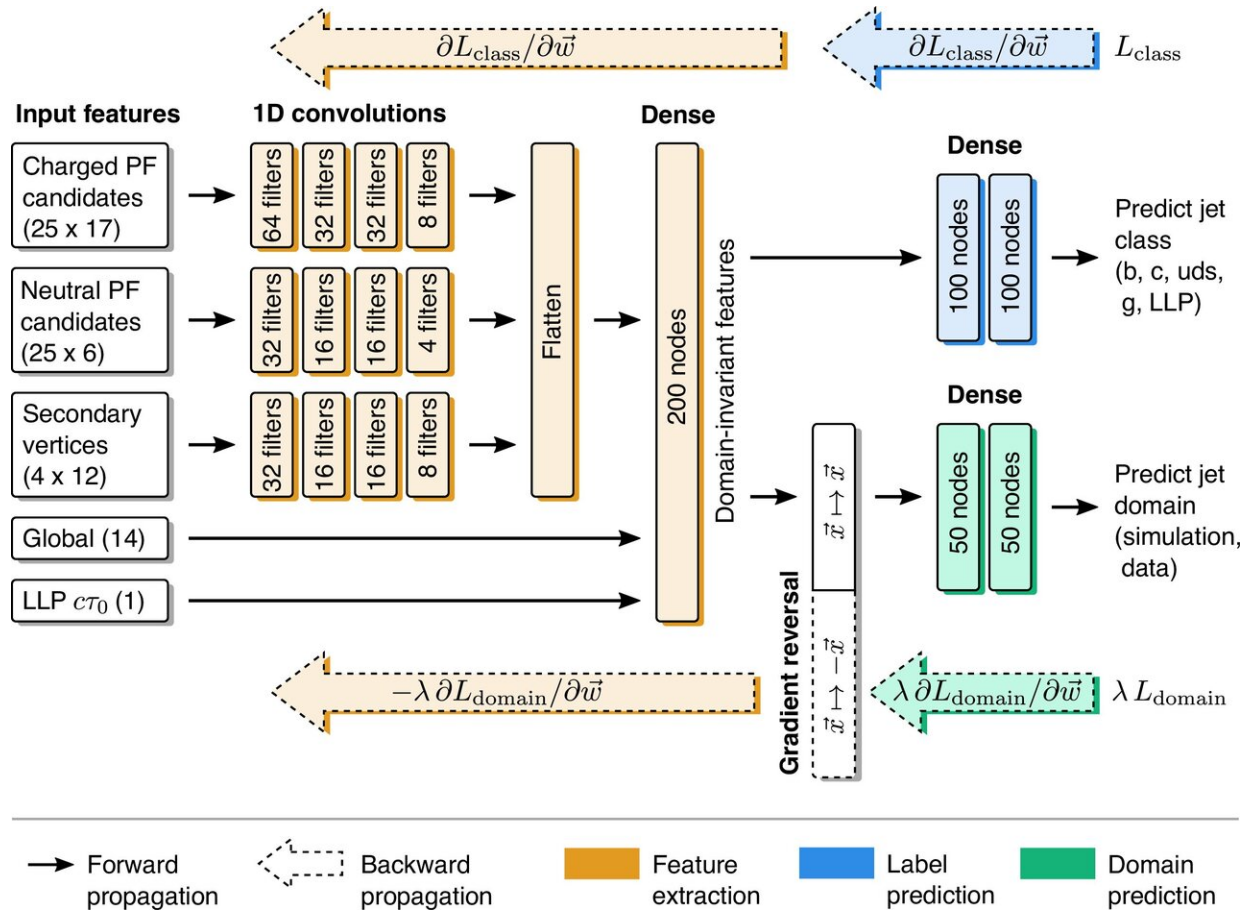 ∂L_class/∂w⃗
∂L_class/∂w⃗
L_class
Input features
1D convolutions
Dense
Charged PF
candidates
(25 x 17)
64 filters
32 filters
32 filters
8 filters
Neutral PF
candidates
(25 x 6)
32 filters
16 filters
16 filters
4 filters
Secondary
vertices
(4 x 12)
32 filters
16 filters
16 filters
8 filters
Global (14)
LLP cτ₀ (1)
Flatten
200 nodes
Domain-invariant features
Dense
100 nodes
100 nodes
Predict jet
class
(b, c, uds,
g, LLP)
Gradient reversal
x⃗ ↦ x⃗
x⃗ ↦ −x⃗
Dense
50 nodes
50 nodes
Predict jet
domain
(simulation,
data)
−λ ∂L_domain/∂w⃗
λ ∂L_domain/∂w⃗
λ L_domain
Forward
propagation
Backward
propagation
Feature
extraction
Label
prediction
Domain
prediction